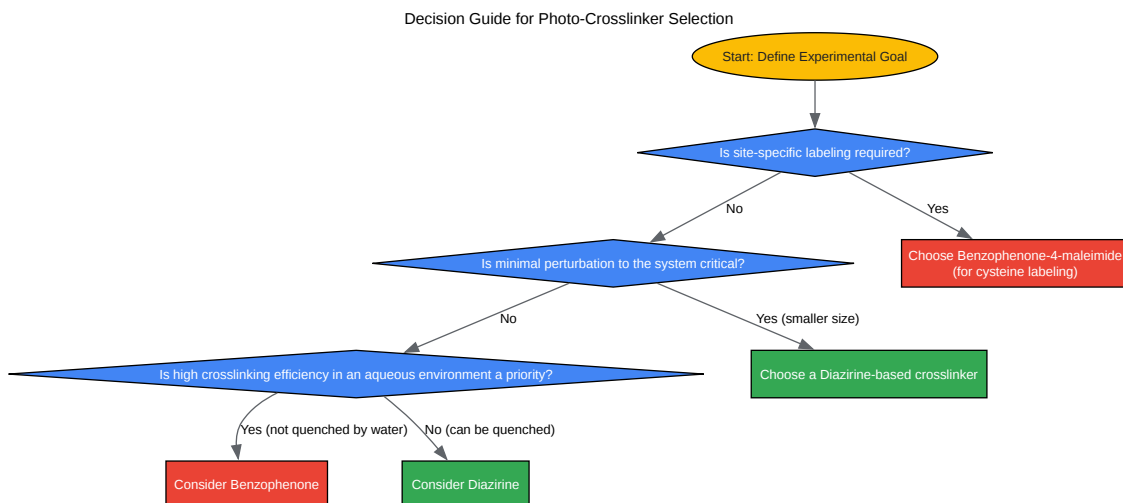 Decision Guide for Photo-Crosslinker Selection
Start: Define Experimental Goal
Is site-specific labeling required?
No
Yes
Is minimal perturbation to the system critical?
Choose Benzophenone-4-maleimide
(for cysteine labeling)
No
Yes (smaller size)
Is high crosslinking efficiency in an aqueous environment a priority?
Choose a Diazirine-based crosslinker
Yes (not quenched by water)
No (can be quenched)
Consider Benzophenone
Consider Diazirine